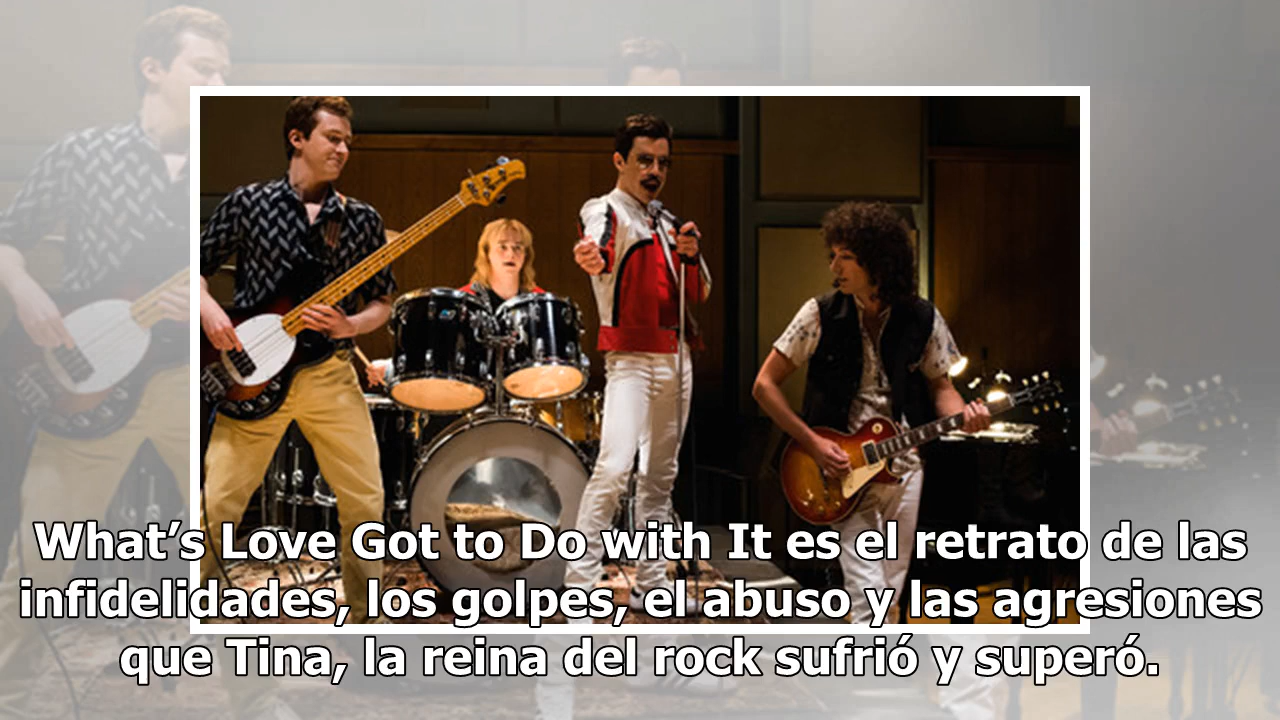 What’s Love Got to Do with It es el retrato de las
infidelidades, los golpes, el abuso y las agresiones
que Tina, la reina del rock sufrió y superó.